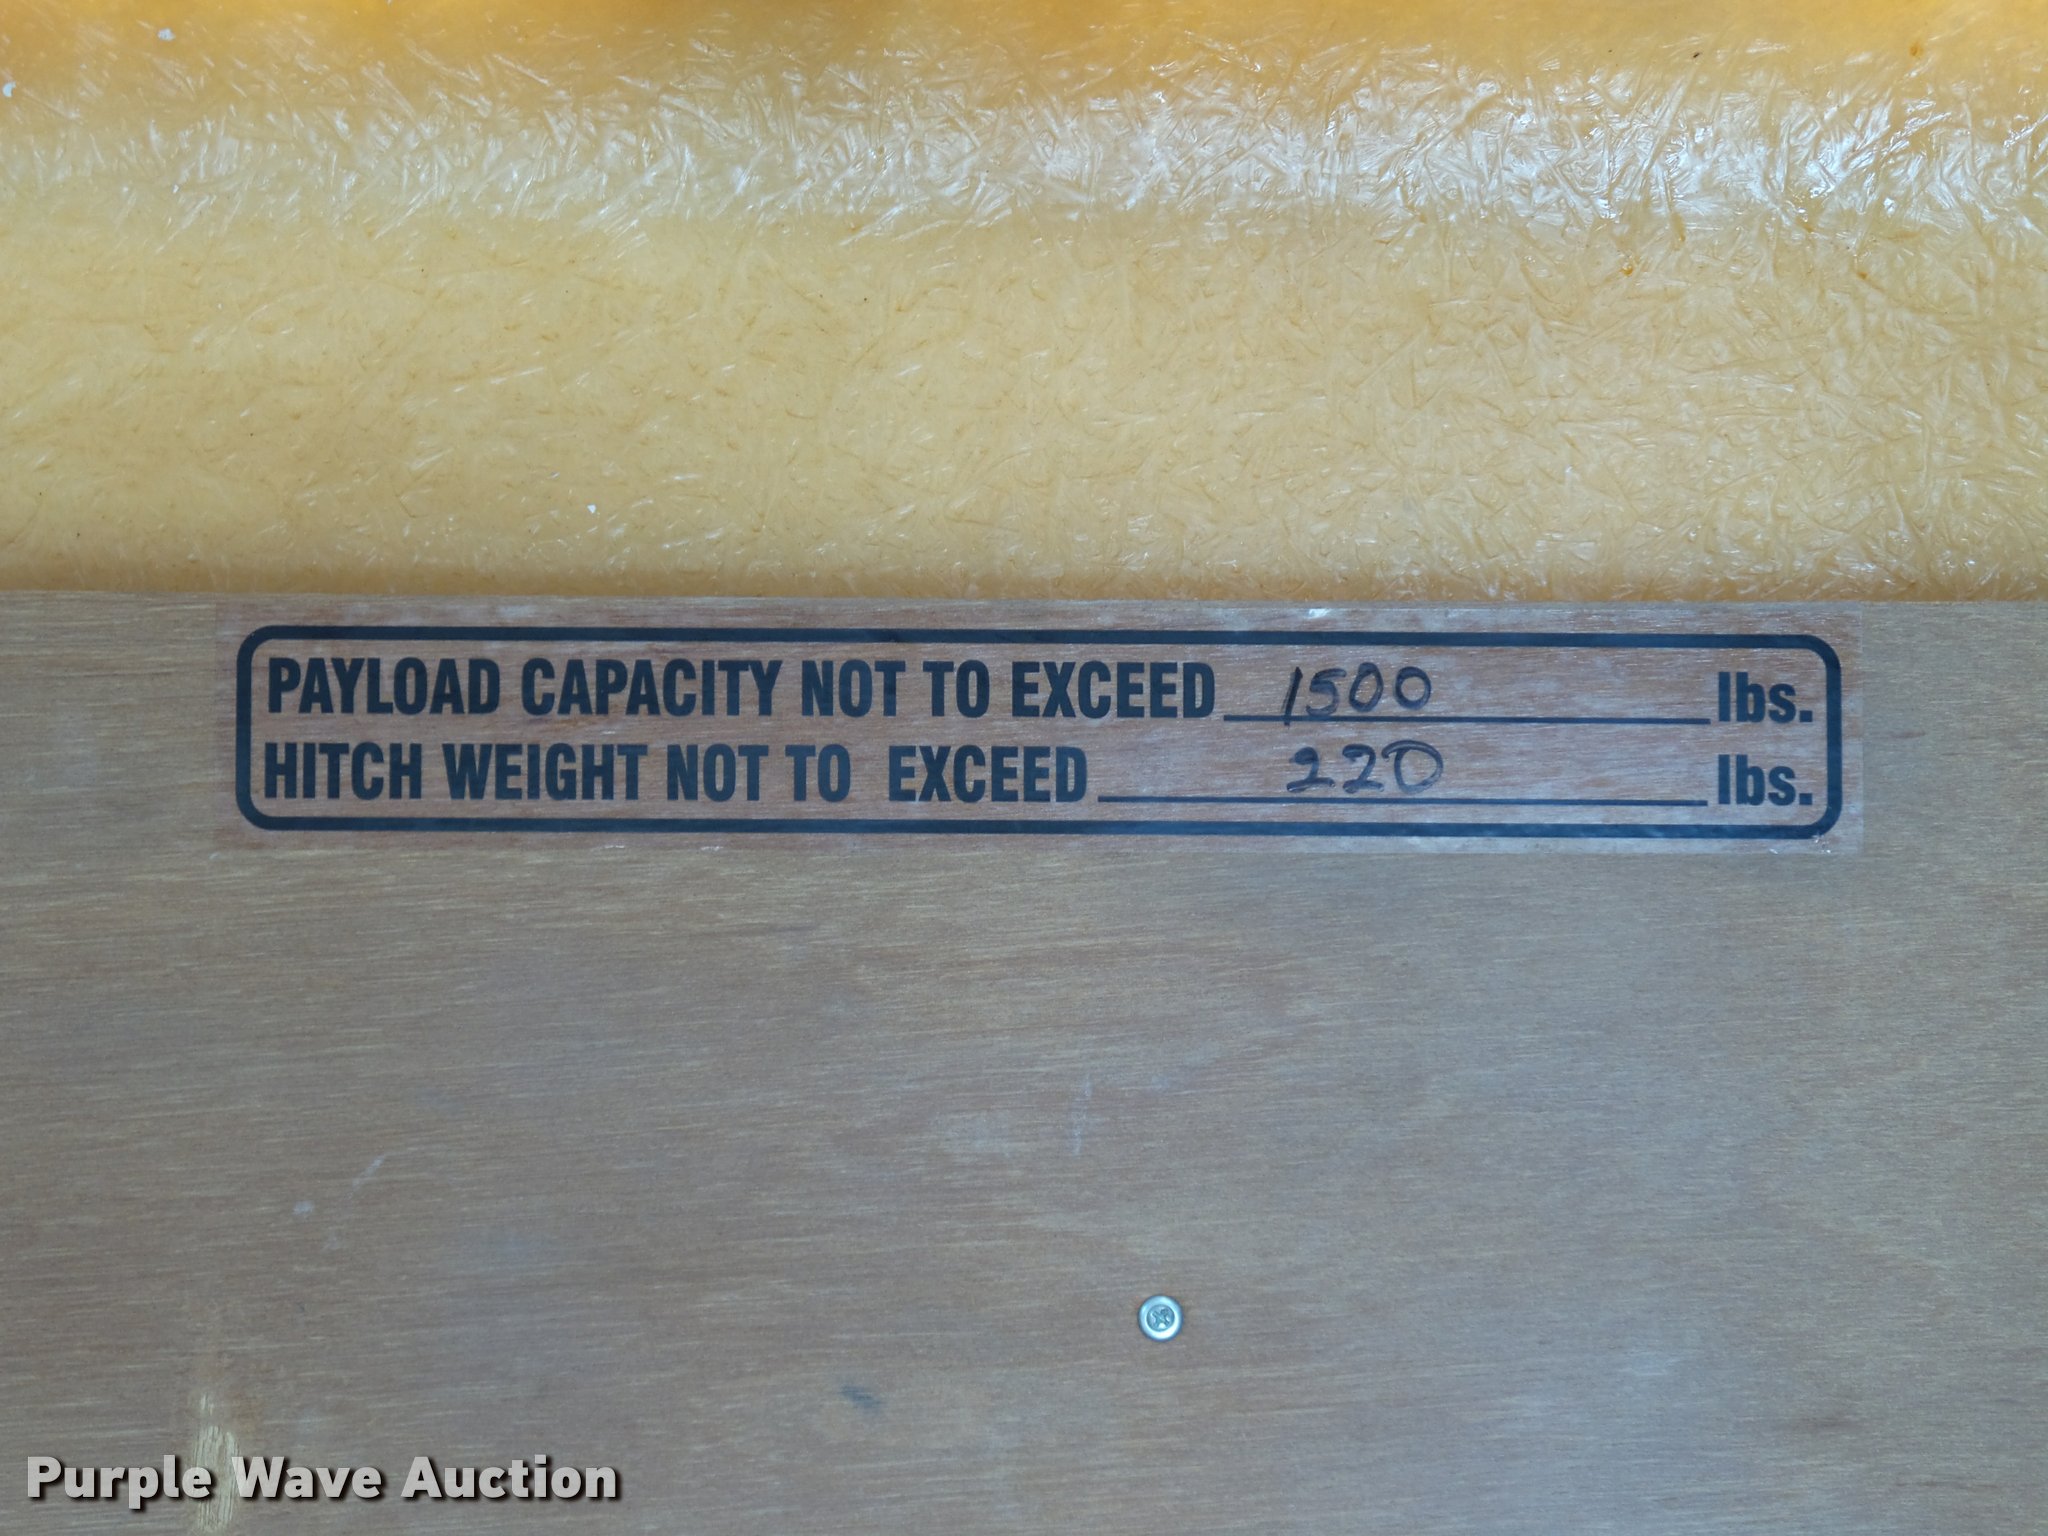 PAYLOAD CAPACITY NOT TO EXCEED 1500 lbs.
HITCH WEIGHT NOT TO EXCEED 220 lbs.
Purple Wave Auction